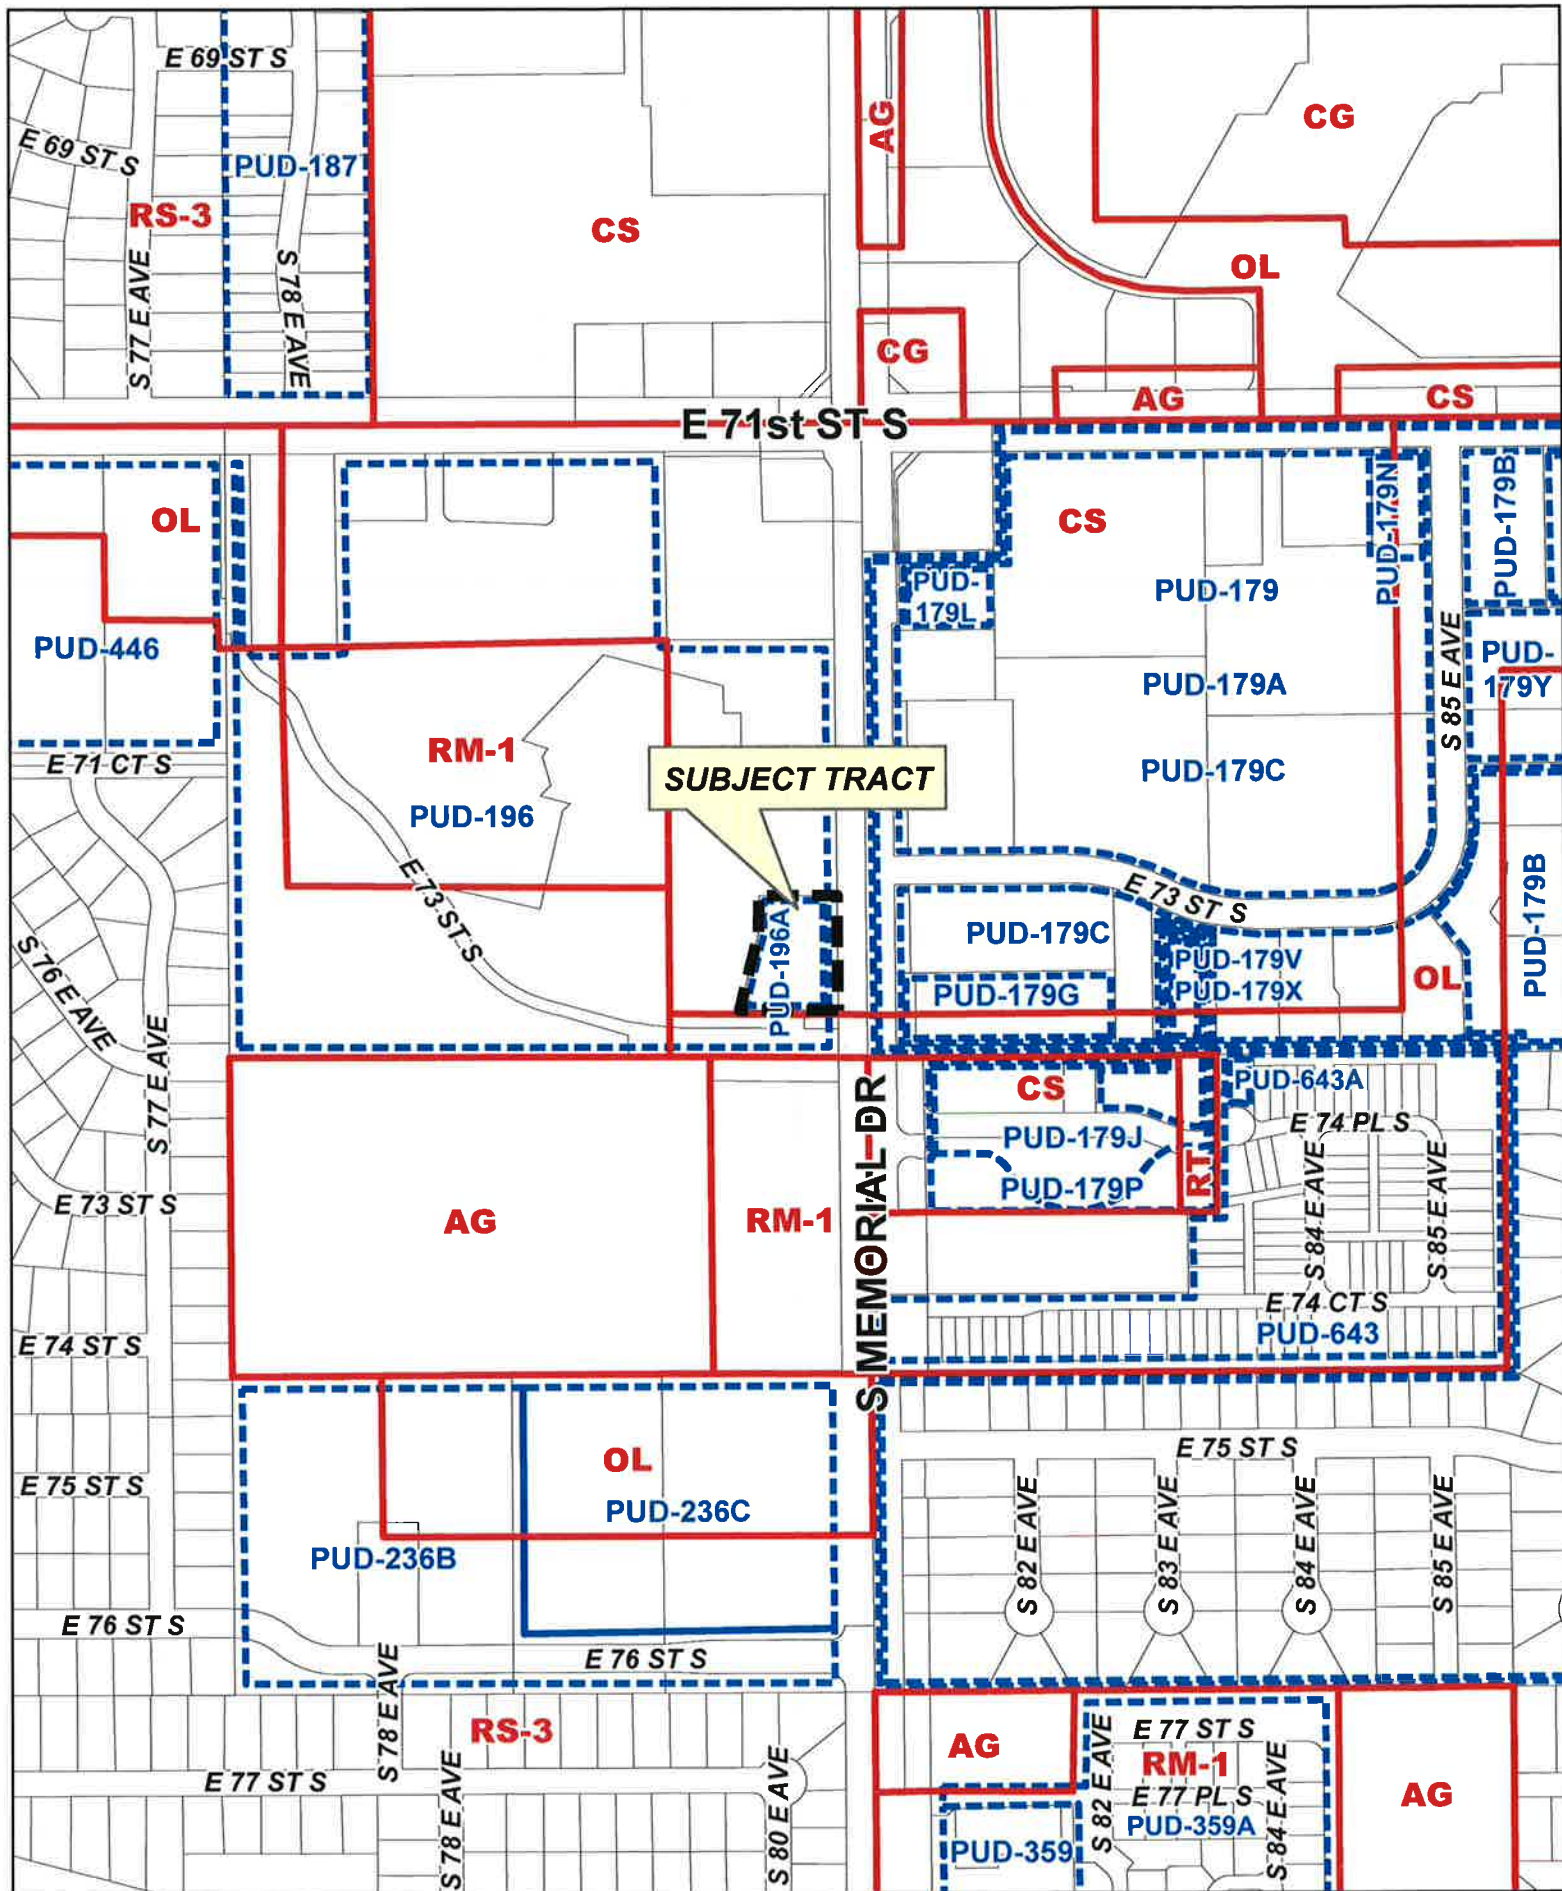 E 69 ST S
E 69 ST S
PUD-187
RS-3
S 77 E AVE
S 78 E AVE
CS
AG
CG
OL
CG
AG
CS
E 71st ST S
OL
PUD-446
E 71 CT S
RM-1
PUD-196
E 73 ST S
SUBJECT TRACT
PUD-196A
CS
PUD-
179L
PUD-179
PUD-179A
PUD-179C
PUD-179N
PUD-179B
S 85 E AVE
PUD-
179Y
PUD-179B
E 73 ST S
PUD-179C
PUD-179G
PUD-179V
PUD-179X
OL
S 76 E AVE
S 77 E AVE
E 73 ST S
AG
RM-1
S MEMORIAL DR
CS
PUD-179J
PUD-179P
RT
PUD-643A
E 74 PL S
S 84 E AVE
S 85 E AVE
E 74 CT S
PUD-643
E 74 ST S
E 75 ST S
OL
PUD-236C
PUD-236B
E 76 ST S
E 76 ST S
E 75 ST S
S 82 E AVE
S 83 E AVE
S 84 E AVE
S 85 E AVE
S 78 E AVE
RS-3
E 77 ST S
S 78 E AVE
S 80 E AVE
AG
PUD-359
S 82 E AVE
E 77 ST S
RM-1
E 77 PL S
PUD-359A
S 84 E AVE
AG